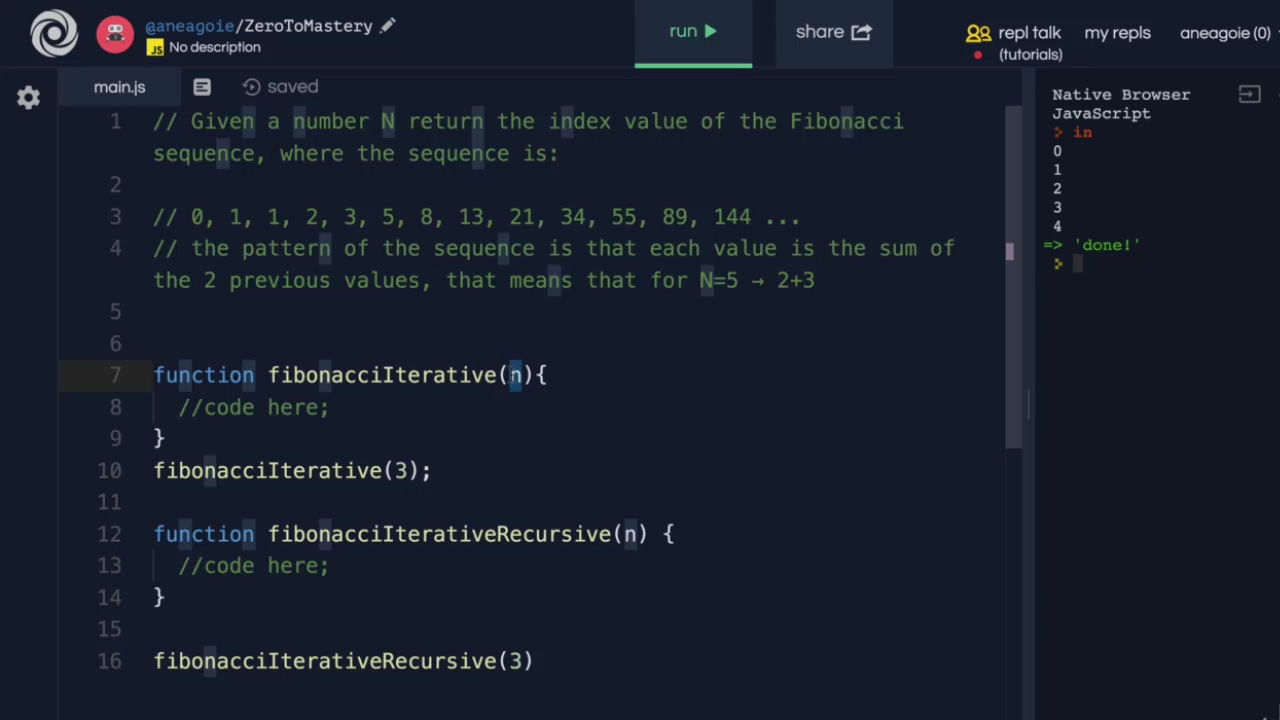 @aneagoie/ZeroToMastery
JS No description
run
share
repl talk
(tutorials)
my repls
aneagoie (0)
main.js
saved
1 // Given a number N return the index value of the Fibonacci
sequence, where the sequence is:
2
3 // 0, 1, 1, 2, 3, 5, 8, 13, 21, 34, 55, 89, 144 ...
4 // the pattern of the sequence is that each value is the sum of
the 2 previous values, that means that for N=5 → 2+3
5
6
7 function fibonacciIterative(n){
8 //code here;
9 }
10 fibonacciIterative(3);
11
12 function fibonacciIterativeRecursive(n) {
13 //code here;
14 }
15
16 fibonacciIterativeRecursive(3)
Native Browser
JavaScript
in
0
1
2
3
4
=> 'done!'